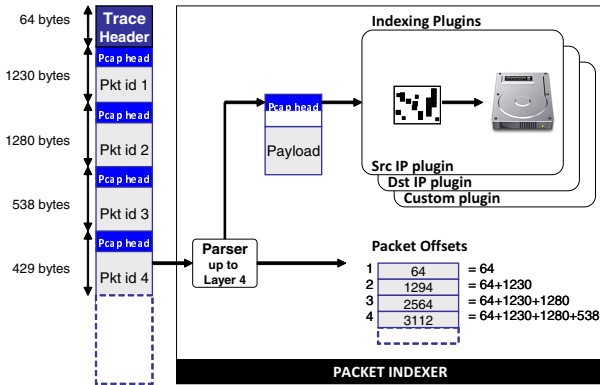 64 bytes
Trace
Header
1230 bytes
Pcap head
Pkt id 1
1280 bytes
Pcap head
Pkt id 2
538 bytes
Pcap head
Pkt id 3
429 bytes
Pcap head
Pkt id 4
Parser
up to
Layer 4
Pcap head
Payload
Indexing Plugins
Src IP plugin
Dst IP plugin
Custom plugin
Packet Offsets
1 64 = 64
2 1294 = 64+1230
3 2564 = 64+1230+1280
4 3112 = 64+1230+1280+538
PACKET INDEXER